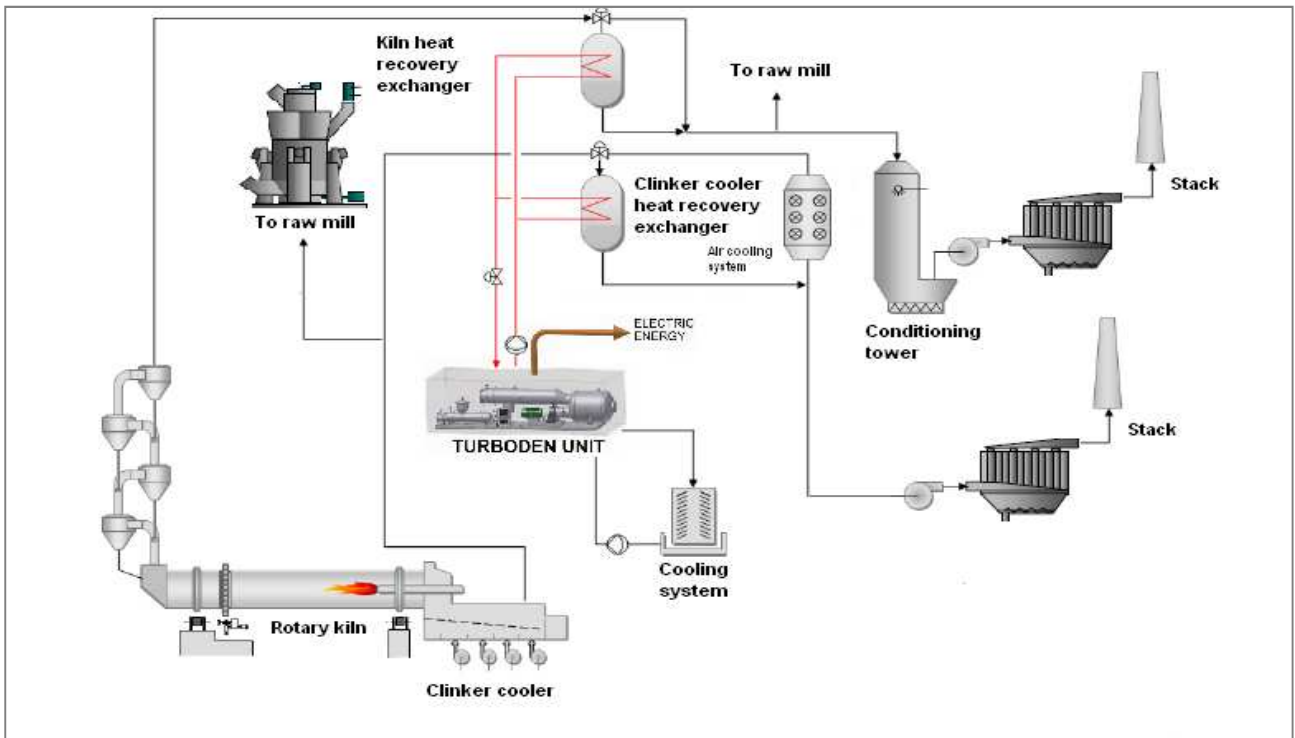 Kiln heat
recovery
exchanger
To raw mill
To raw mill
Clinker cooler
heat recovery
exchanger
Air cooling
system
Stack
Conditioning
tower
ELECTRIC
ENERGY
TURBODEN UNIT
Stack
Cooling
system
Rotary kiln
Clinker cooler